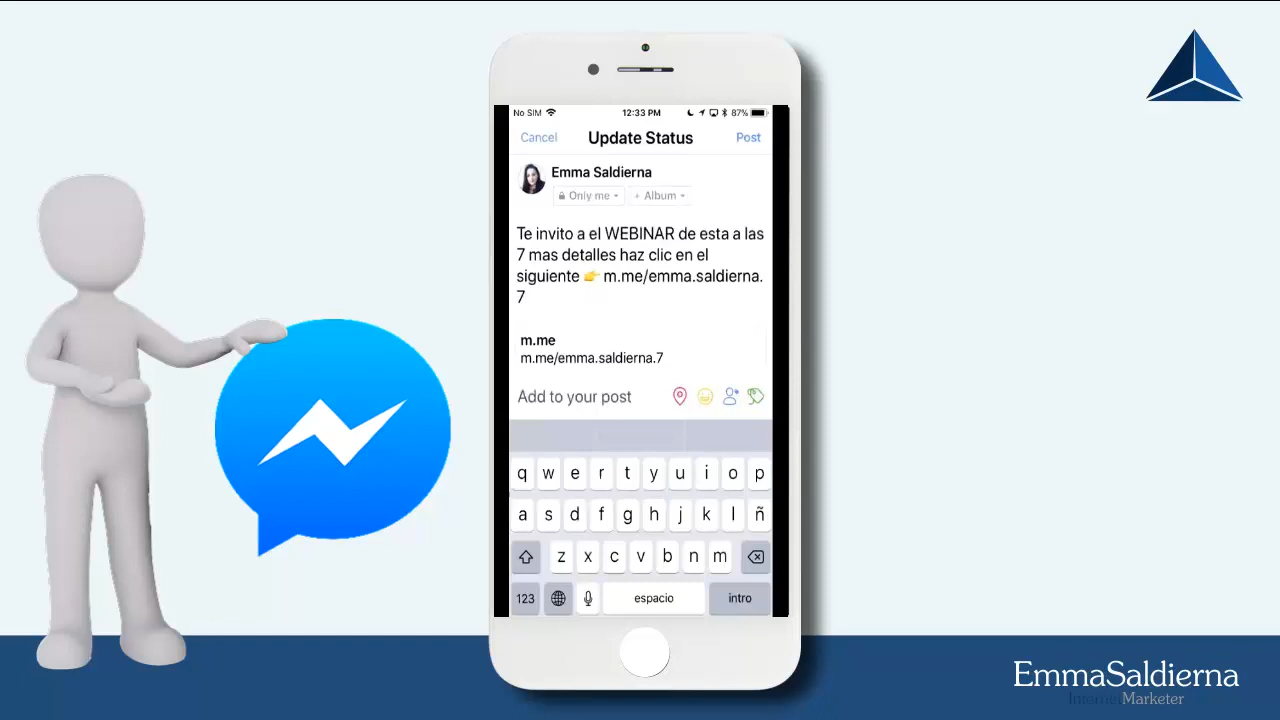 No SIM 12:33 PM 87%
Cancel Update Status Post
Emma Saldierna
Only me + Album
Te invito a el WEBINAR de esta a las
7 mas detalles haz clic en el
siguiente 👉 m.me/emma.saldierna.
7
m.me
m.me/emma.saldierna.7
Add to your post
q w e r t y u i o p
a s d f g h j k l ñ
z x c v b n m
123 espacio intro
EmmaSaldierna
Internet Marketer